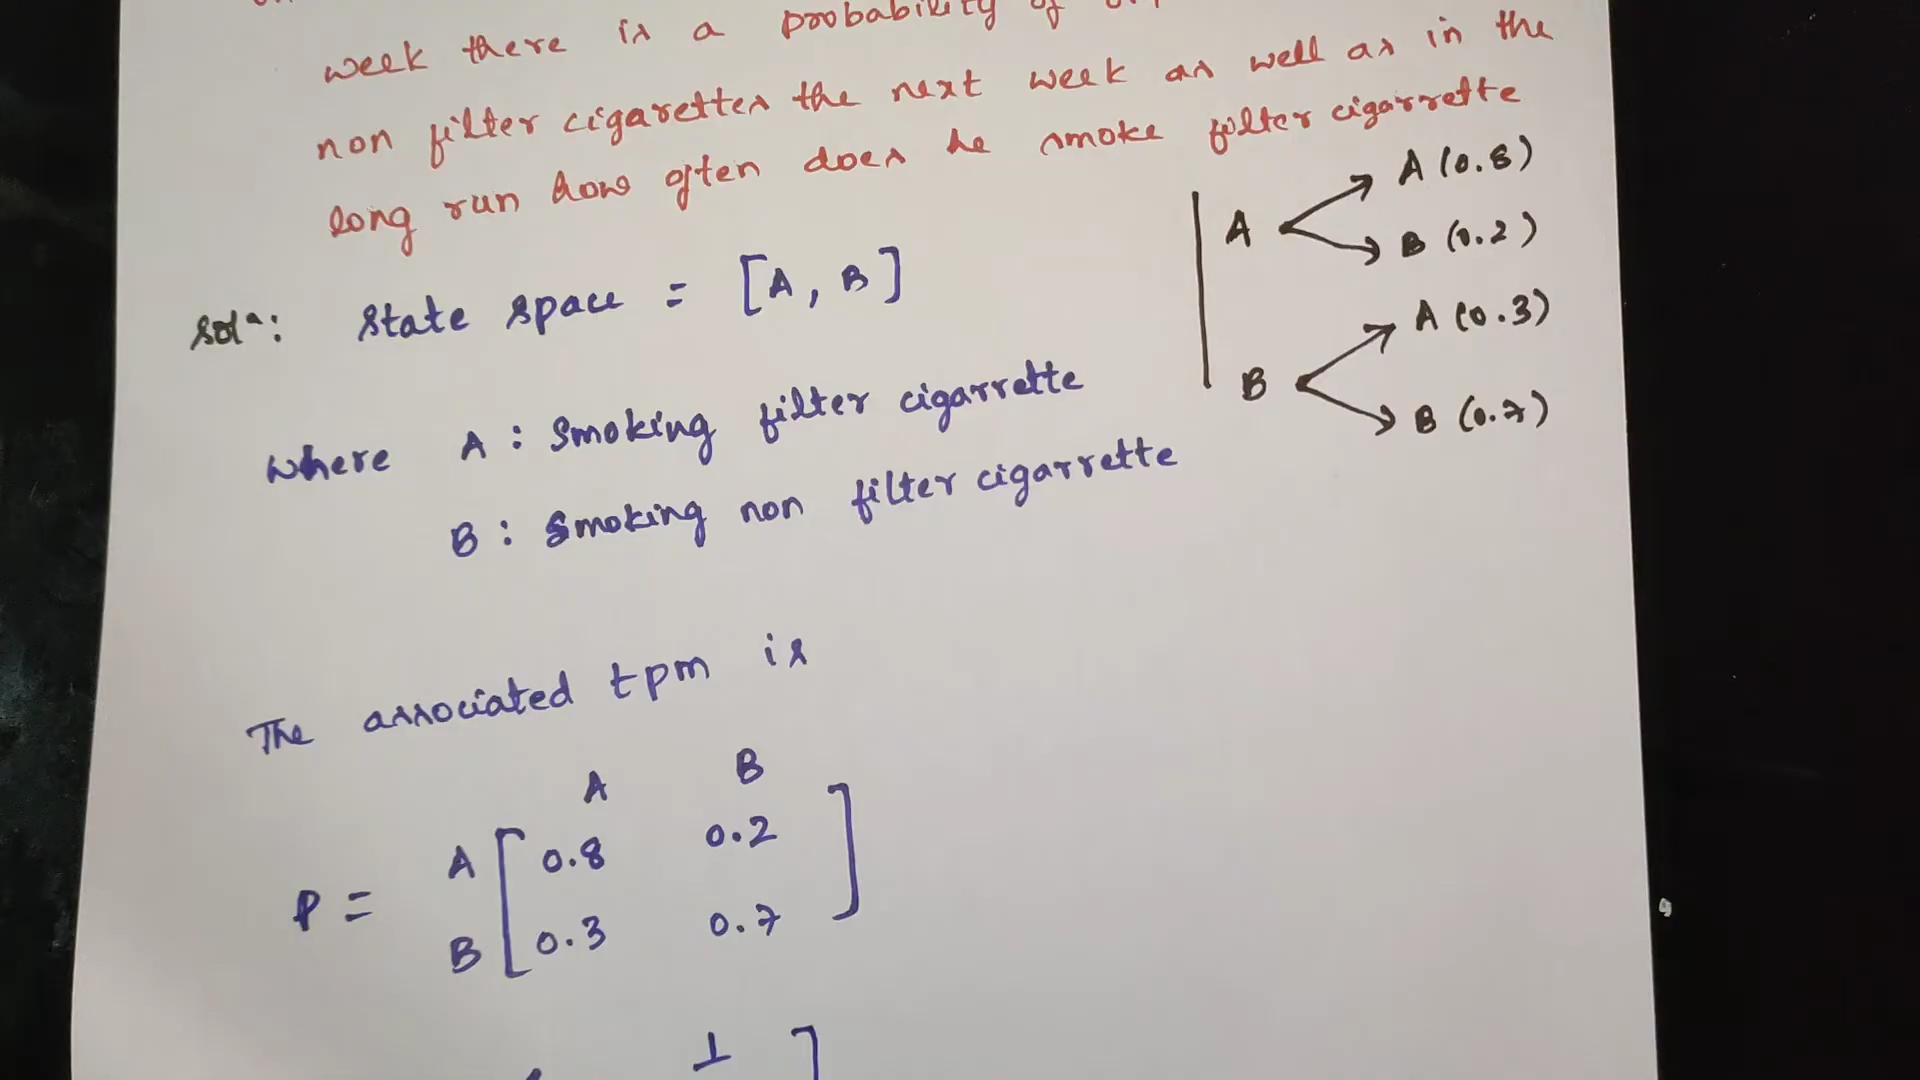 week there is a probability of
non filter cigarettes the next week as well as in the
long run how often does he smoke filter cigarrette
A A (0.8)
B (0.2)
B A (0.3)
B (0.7)
Solⁿ: State space = [A, B]
Where A : Smoking filter cigarrette
B : Smoking non filter cigarrette
The associated tpm is
A B
P = A [ 0.8 0.2 ]
B [ 0.3 0.7 ]